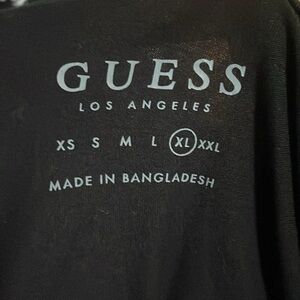 GUESS
LOS ANGELES
XS S M L XL XXL
MADE IN BANGLADESH